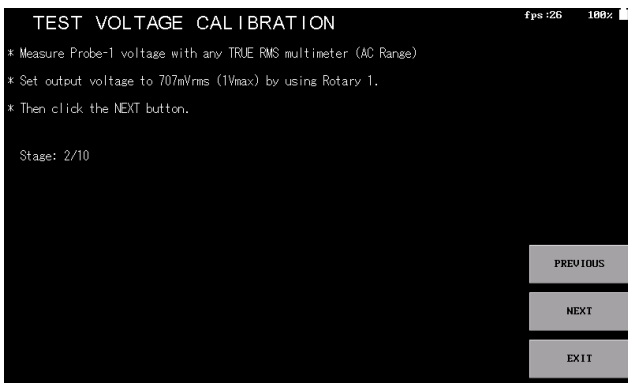 TEST VOLTAGE CALIBRATION
fps:26 100%
* Measure Probe-1 voltage with any TRUE RMS multimeter (AC Range)
* Set output voltage to 707mVrms (1Vmax) by using Rotary 1.
* Then click the NEXT button.
Stage: 2/10
PREVIOUS
NEXT
EXIT